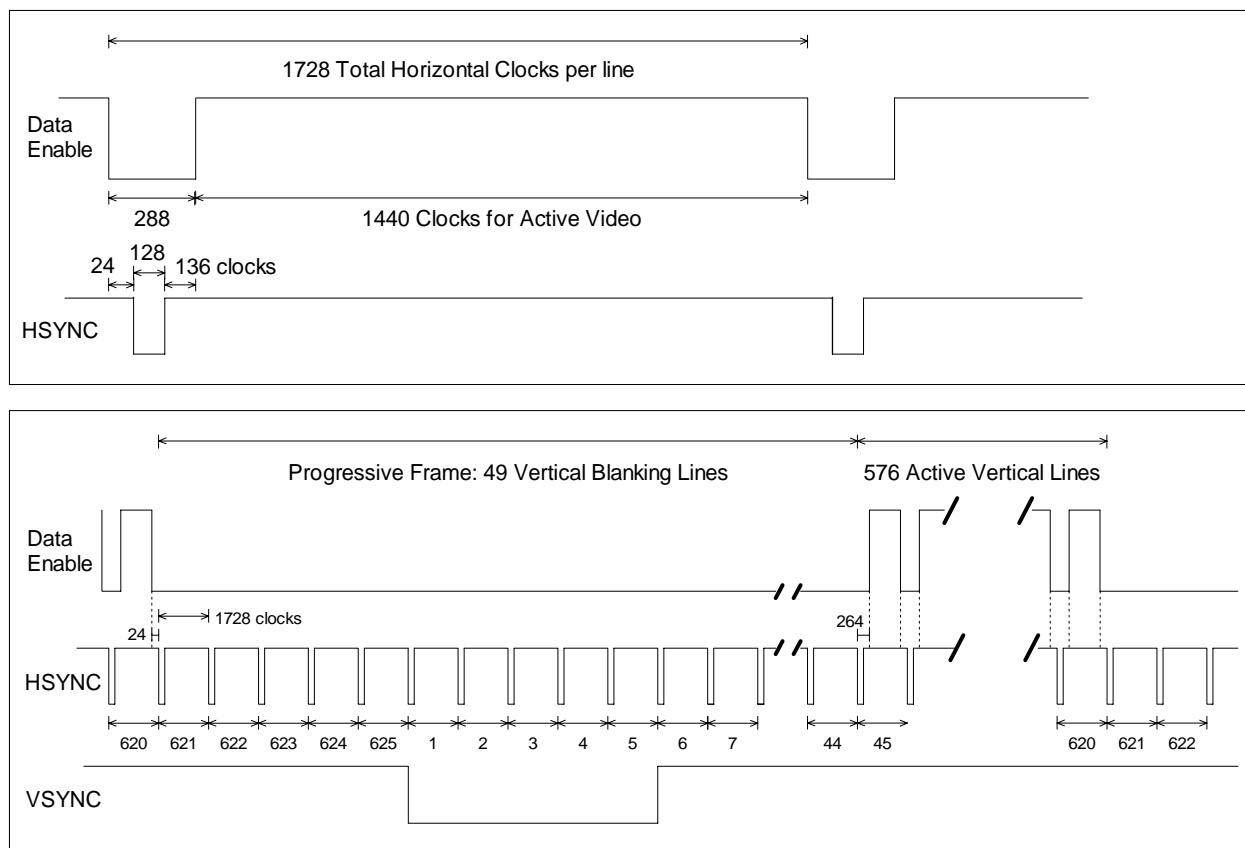 1728 Total Horizontal Clocks per line
Data
Enable
288
1440 Clocks for Active Video
24
128
136 clocks
HSYNC
Progressive Frame: 49 Vertical Blanking Lines
576 Active Vertical Lines
Data
Enable
1728 clocks
24
264
HSYNC
620 621 622 623 624 625 1 2 3 4 5 6 7 44 45 620 621 622
VSYNC